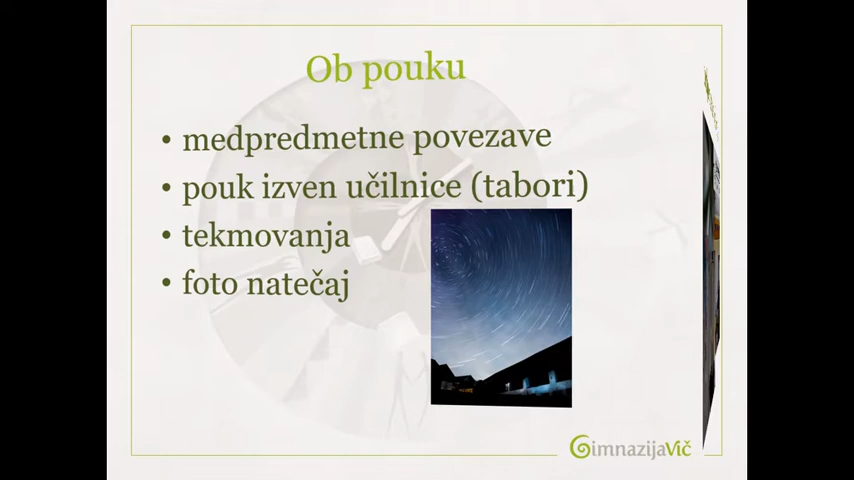 Ob pouku
• medpredmetne povezave
• pouk izven učilnice (tabori)
• tekmovanja
• foto natečaj
GimnazijaVič